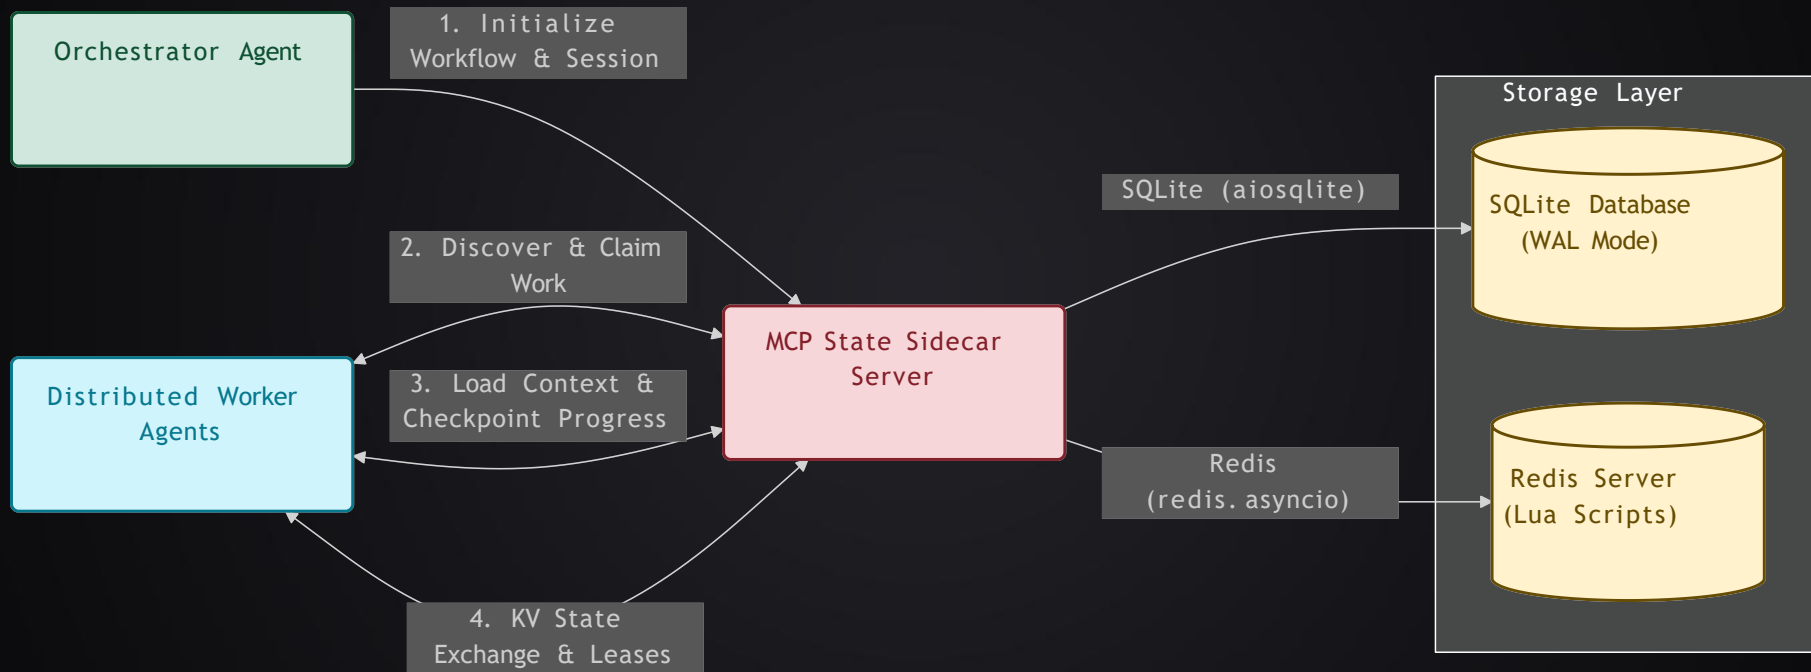 Orchestrator Agent
1. Initialize
Workflow & Session
Storage Layer
SQLite (aiosqlite)
SQLite Database
(WAL Mode)
2. Discover & Claim
Work
MCP State Sidecar
Server
Distributed Worker
Agents
3. Load Context &
Checkpoint Progress
Redis
(redis.asyncio)
Redis Server
(Lua Scripts)
4. KV State
Exchange & Leases